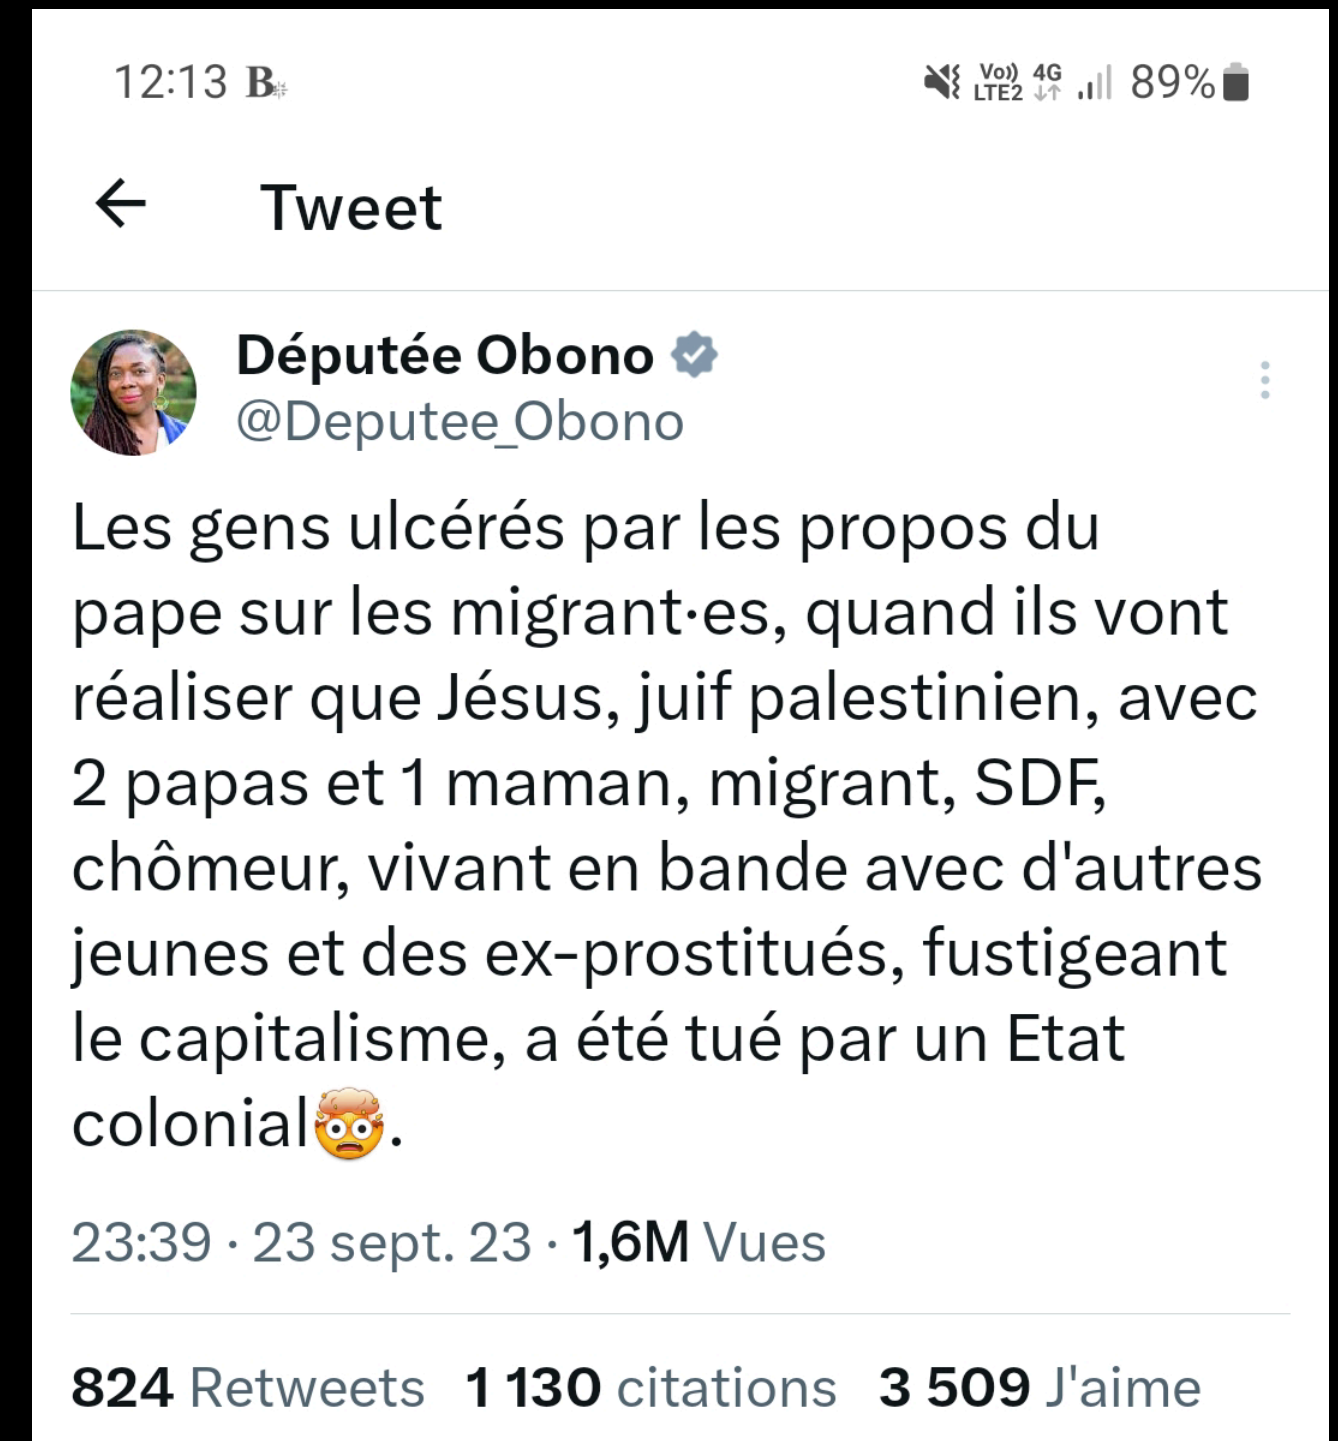 12:13 B
Vo)) LTE2 4G 89%
Tweet
Députée Obono
@Deputee_Obono
Les gens ulcérés par les propos du
pape sur les migrant·es, quand ils vont
réaliser que Jésus, juif palestinien, avec
2 papas et 1 maman, migrant, SDF,
chômeur, vivant en bande avec d'autres
jeunes et des ex-prostitués, fustigeant
le capitalisme, a été tué par un Etat
colonial🤯.
23:39 · 23 sept. 23 · 1,6M Vues
824 Retweets 1 130 citations 3 509 J'aime